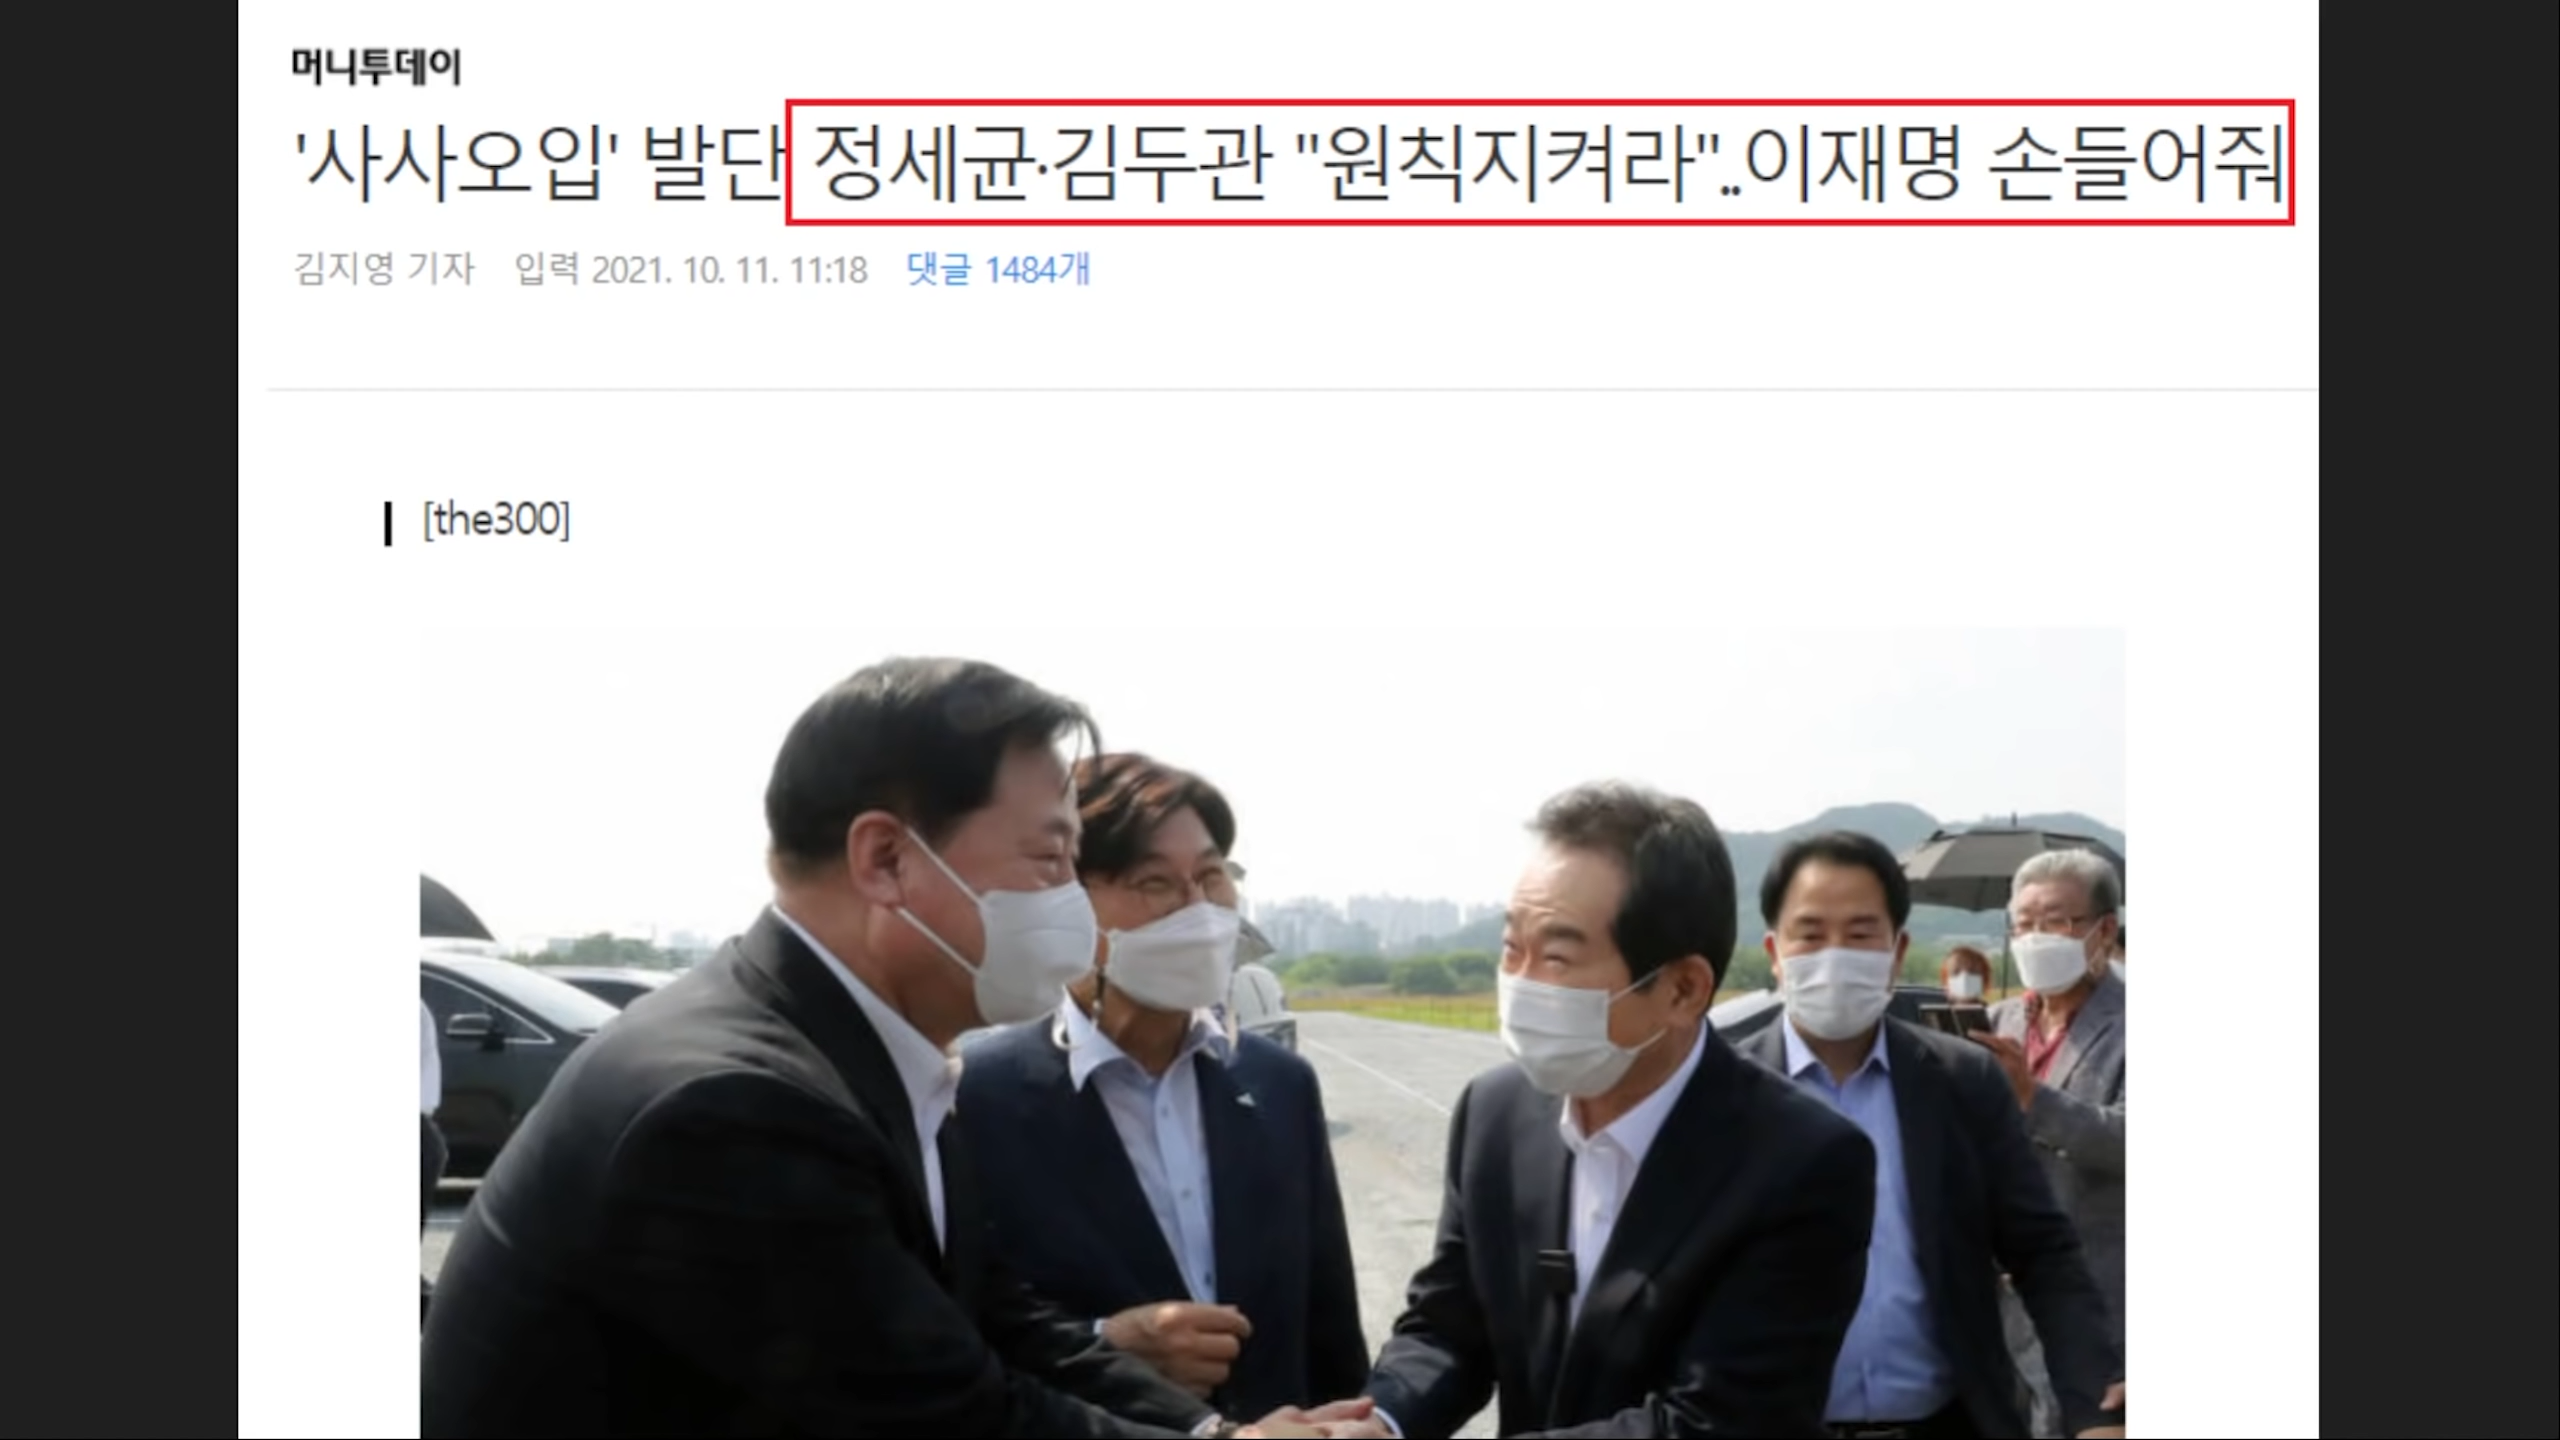 머니투데이
'사사오입' 발단 정세균·김두관 "원칙지켜라"..이재명 손들어줘
김지영 기자 입력 2021. 10. 11. 11:18 댓글 1484개
[the300]